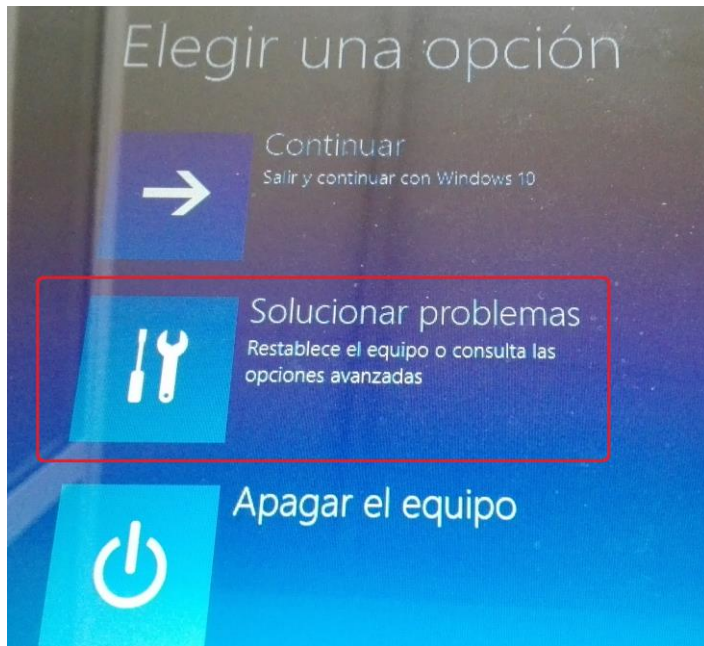 Elegir una opción
Continuar
Salir y continuar con Windows 10
Solucionar problemas
Restablece el equipo o consulta las
opciones avanzadas
Apagar el equipo